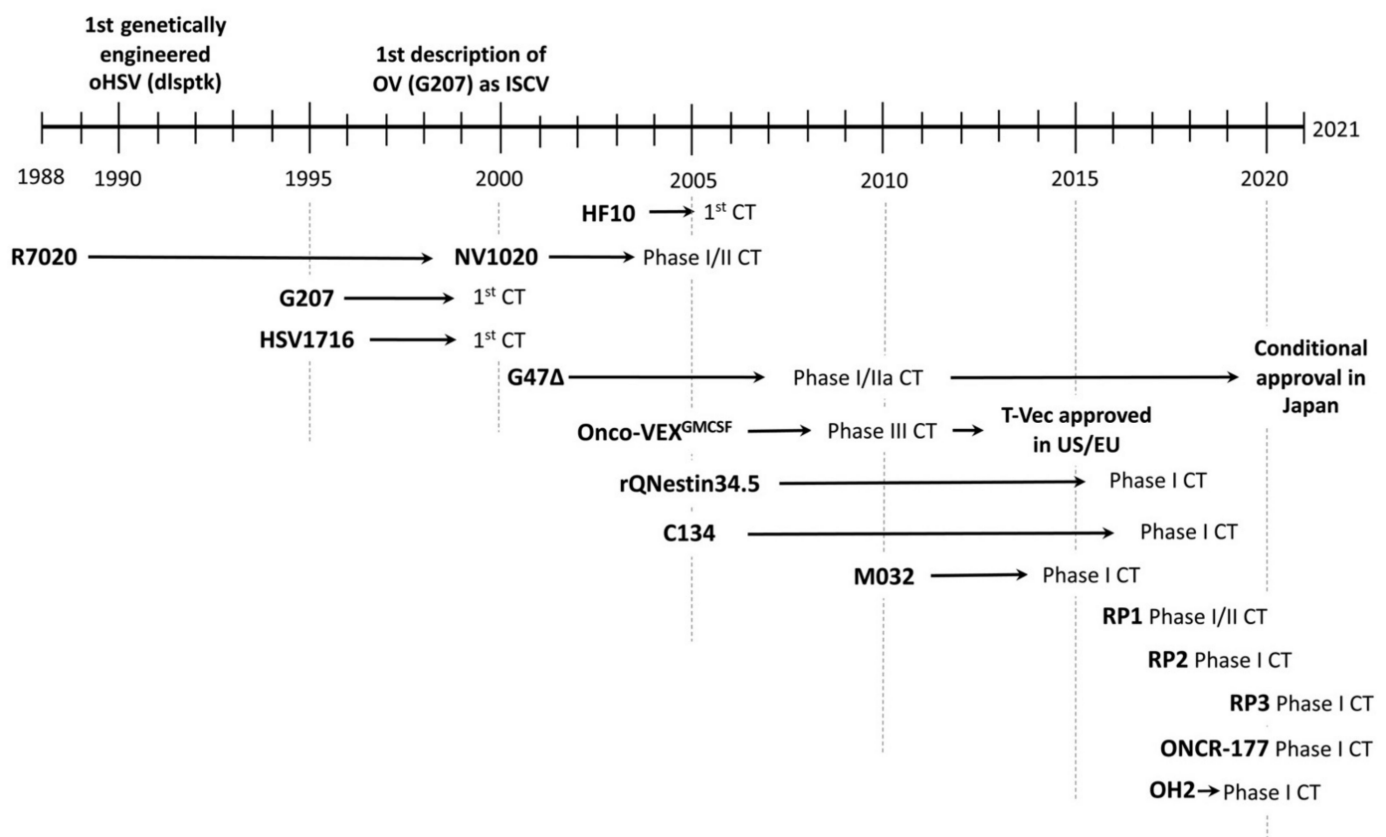 1st genetically
engineered
oHSV (dlsptk)
1st description of
OV (G207) as ISCV
2021
1988 1990 1995 2000 2005 2010 2015 2020
HF10 1st CT
R7020 NV1020 Phase I/II CT
G207 1st CT
HSV1716 1st CT
G47Δ Phase I/IIa CT
Conditional
approval in
Japan
Onco-VEXGMCSF Phase III CT
T-Vec approved
in US/EU
rQNestin34.5 Phase I CT
C134 Phase I CT
M032 Phase I CT
RP1 Phase I/II CT
RP2 Phase I CT
RP3 Phase I CT
ONCR-177 Phase I CT
OH2 Phase I CT